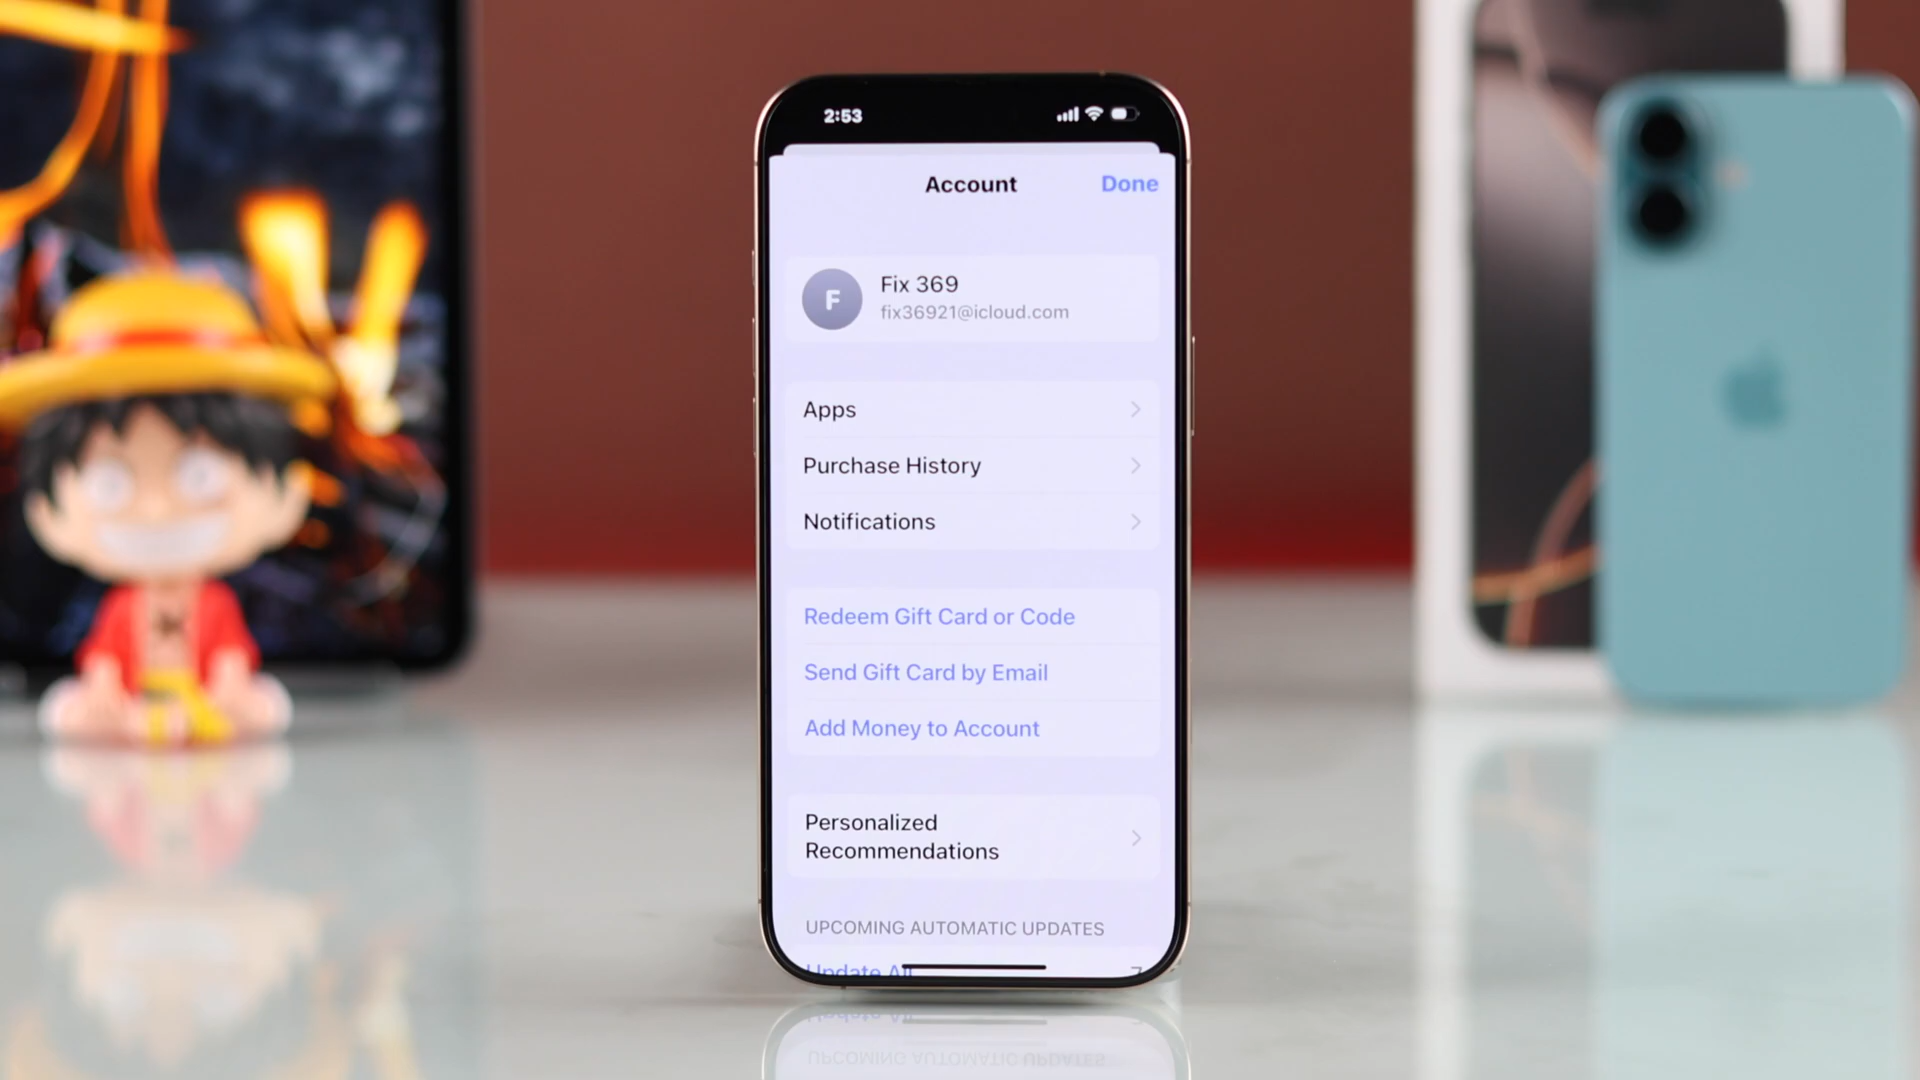 2:53
Account
Done
F
Fix 369
fix36921@icloud.com
Apps
Purchase History
Notifications
Redeem Gift Card or Code
Send Gift Card by Email
Add Money to Account
Personalized
Recommendations
UPCOMING AUTOMATIC UPDATES
Update All
7